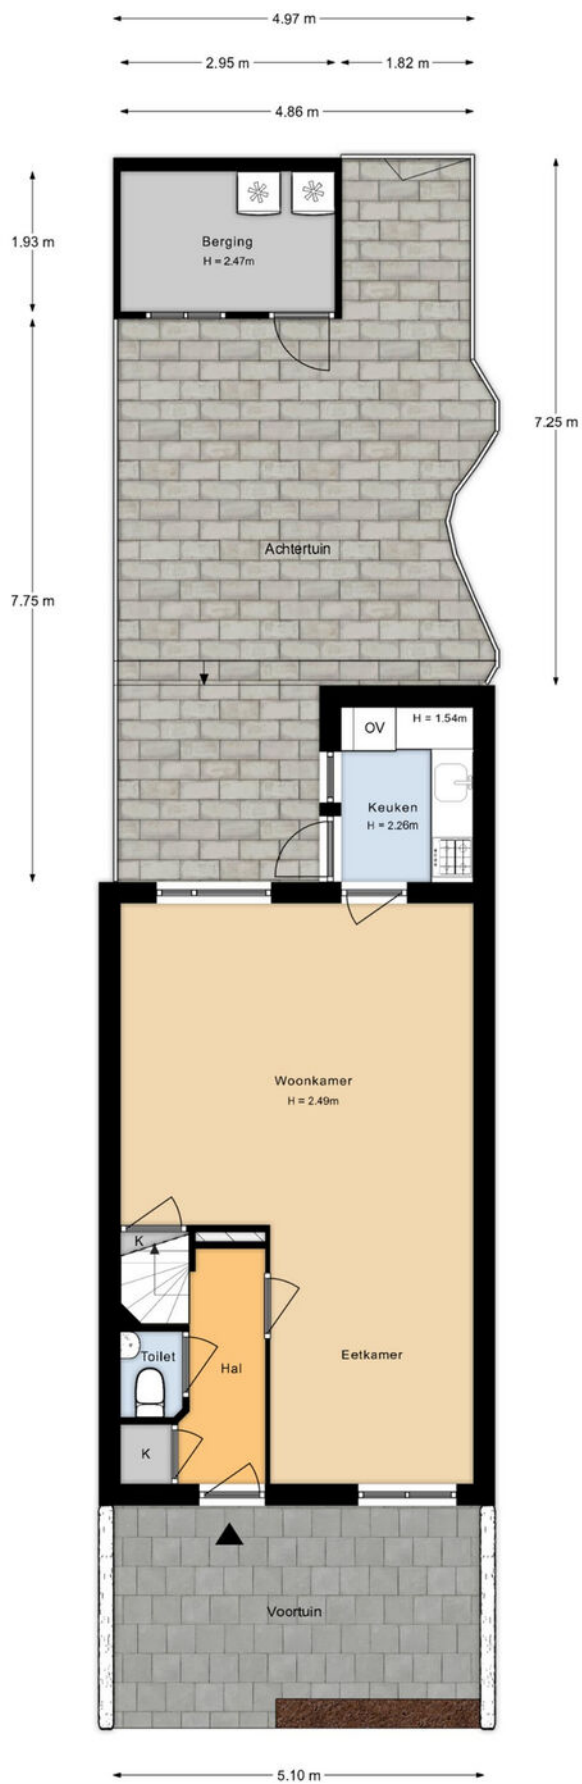 4.97 m
2.95 m
1.82 m
4.86 m
1.93 m
Berging
H = 2.47m
7.25 m
Achtertuin
7.75 m
OV
H = 1.54m
Keuken
H = 2.26m
Woonkamer
H = 2.49m
K
Toilet
Hal
Eetkamer
K
Voortuin
5.10 m